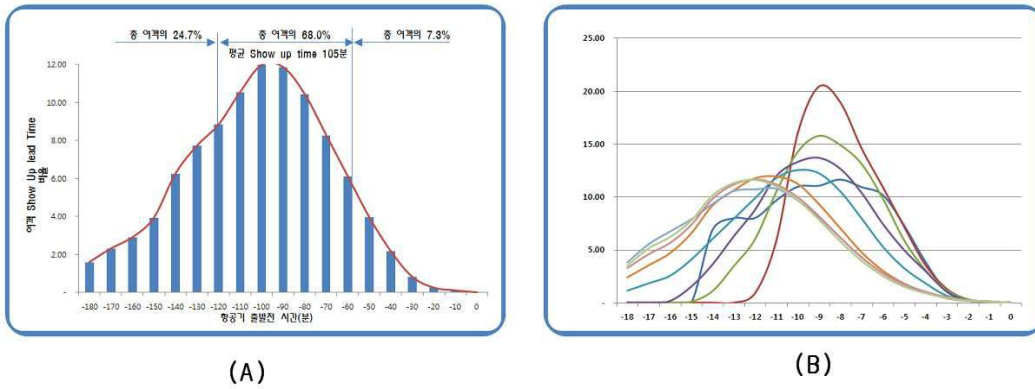 총 여객의 24.7%
총 여객의 68.0%
총 여객의 7.3%
평균 Show up time 105분
12.00
10.00
8.00
6.00
4.00
2.00
-
여객 Show Up lead Time
비율
-180 -170 -160 -150 -140 -130 -120 -110 -100 -90 -80 -70 -60 -50 -40 -30 -20 -10 0
항공기 출발전 시간(분)
(A)
25.00
20.00
15.00
10.00
5.00
-
-18 -17 -16 -15 -14 -13 -12 -11 -10 -9 -8 -7 -6 -5 -4 -3 -2 -1 0
(B)